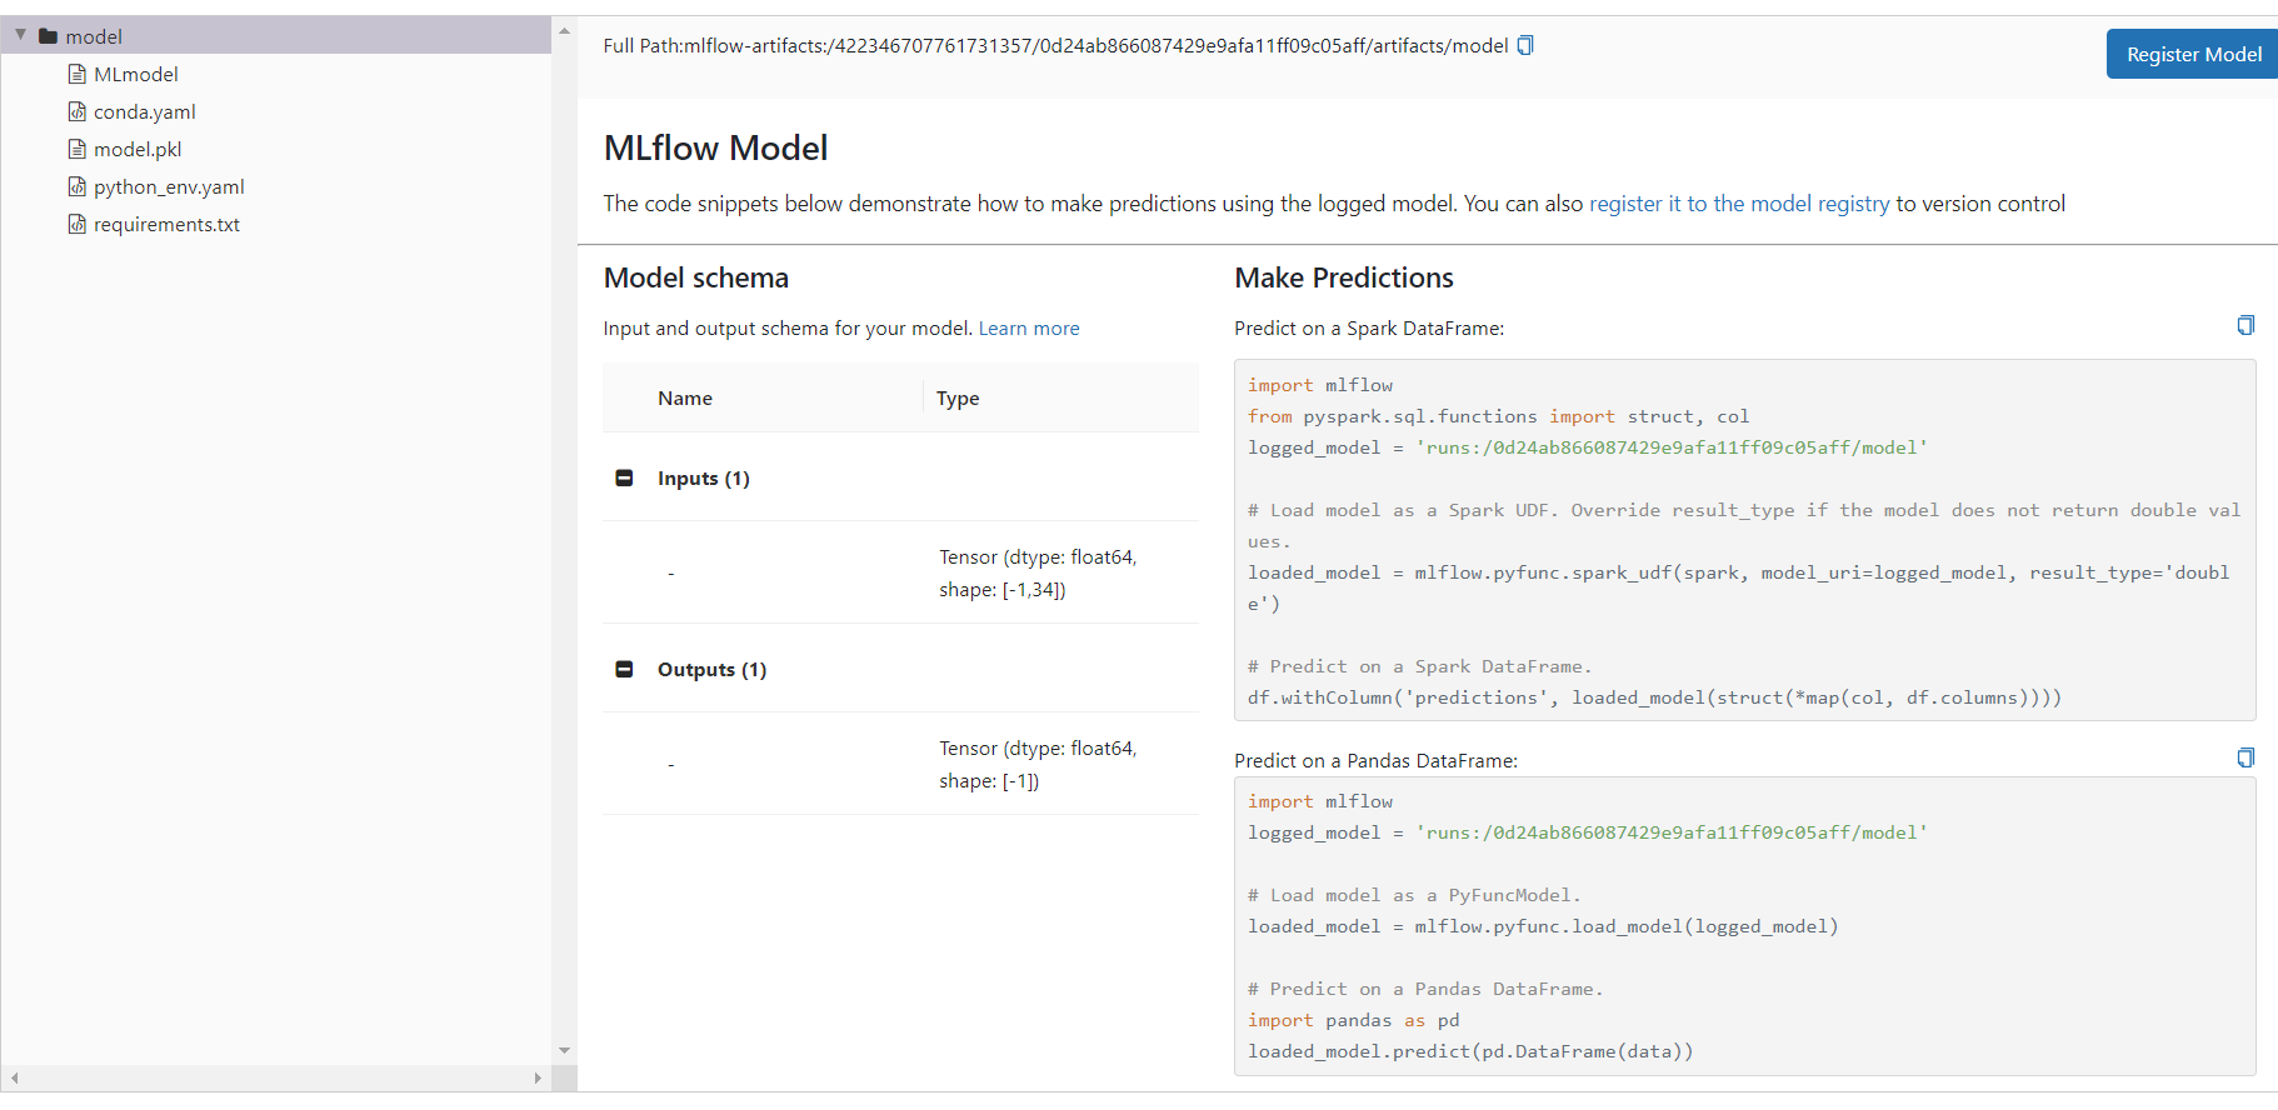 model
MLmodel
conda.yaml
model.pkl
python_env.yaml
requirements.txt
Full Path:mlflow-artifacts:/422346707761731357/0d24ab866087429e9afa11ff09c05aff/artifacts/model
Register Model
MLflow Model
The code snippets below demonstrate how to make predictions using the logged model. You can also register it to the model registry to version control
Model schema
Input and output schema for your model. Learn more
Name Type
Inputs (1)
- Tensor (dtype: float64,
shape: [-1,34])
Outputs (1)
- Tensor (dtype: float64,
shape: [-1])
Make Predictions
Predict on a Spark DataFrame:
import mlflow
from pyspark.sql.functions import struct, col
logged_model = 'runs:/0d24ab866087429e9afa11ff09c05aff/model'
# Load model as a Spark UDF. Override result_type if the model does not return double val
ues.
loaded_model = mlflow.pyfunc.spark_udf(spark, model_uri=logged_model, result_type='doubl
e')
# Predict on a Spark DataFrame.
df.withColumn('predictions', loaded_model(struct(*map(col, df.columns))))
Predict on a Pandas DataFrame:
import mlflow
logged_model = 'runs:/0d24ab866087429e9afa11ff09c05aff/model'
# Load model as a PyFuncModel.
loaded_model = mlflow.pyfunc.load_model(logged_model)
# Predict on a Pandas DataFrame.
import pandas as pd
loaded_model.predict(pd.DataFrame(data))